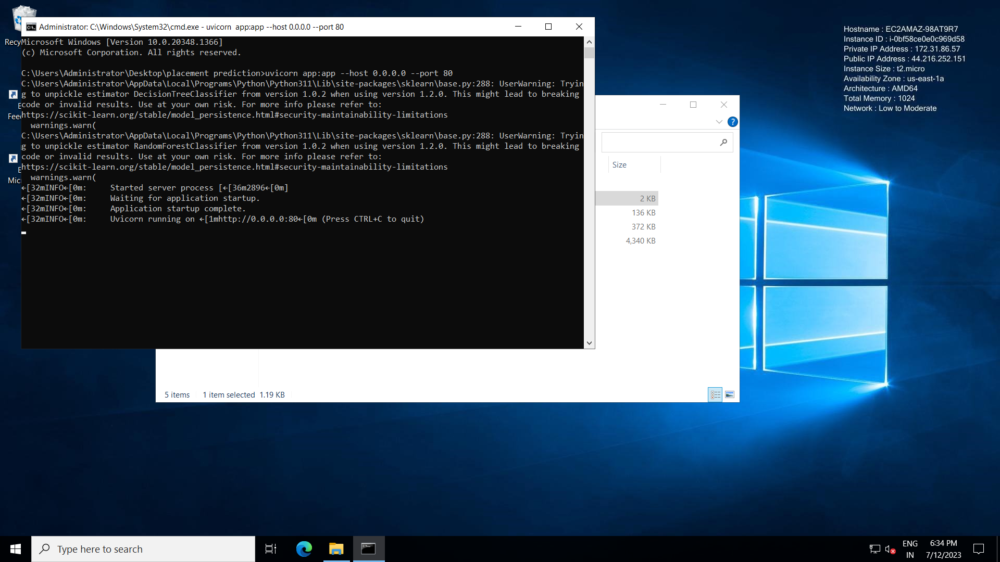 Administrator: C:\Windows\System32\cmd.exe - uvicorn  app:app --host 0.0.0.0 --port 80
Microsoft Windows [Version 10.0.20348.1366]
(c) Microsoft Corporation. All rights reserved.
C:\Users\Administrator\Desktop\placement prediction>uvicorn app:app --host 0.0.0.0 --port 80
C:\Users\Administrator\AppData\Local\Programs\Python\Python311\Lib\site-packages\sklearn\base.py:288: UserWarning: Tryin
g to unpickle estimator DecisionTreeClassifier from version 1.0.2 when using version 1.2.0. This might lead to breaking
code or invalid results. Use at your own risk. For more info please refer to:
https://scikit-learn.org/stable/model_persistence.html#security-maintainability-limitations
  warnings.warn(
C:\Users\Administrator\AppData\Local\Programs\Python\Python311\Lib\site-packages\sklearn\base.py:288: UserWarning: Tryin
g to unpickle estimator RandomForestClassifier from version 1.0.2 when using version 1.2.0. This might lead to breaking
code or invalid results. Use at your own risk. For more info please refer to:
https://scikit-learn.org/stable/model_persistence.html#security-maintainability-limitations
  warnings.warn(
←[32mINFO←[0m:     Started server process [←[36m2896←[0m]
←[32mINFO←[0m:     Waiting for application startup.
←[32mINFO←[0m:     Application startup complete.
←[32mINFO←[0m:     Uvicorn running on ←[1mhttp://0.0.0.0:80←[0m (Press CTRL+C to quit)
Recy
E
Feed
E
Micr
Hostname : EC2AMAZ-98AT9R7
Instance ID : i-0bf58ce0e0c969d58
Private IP Address : 172.31.86.57
Public IP Address : 44.216.252.151
Instance Size : t2.micro
Availability Zone : us-east-1a
Architecture : AMD64
Total Memory : 1024
Network : Low to Moderate
?
Size
2 KB
136 KB
372 KB
4,340 KB
5 items
1 item selected  1.19 KB
Type here to search
ENG
IN
6:34 PM
7/12/2023